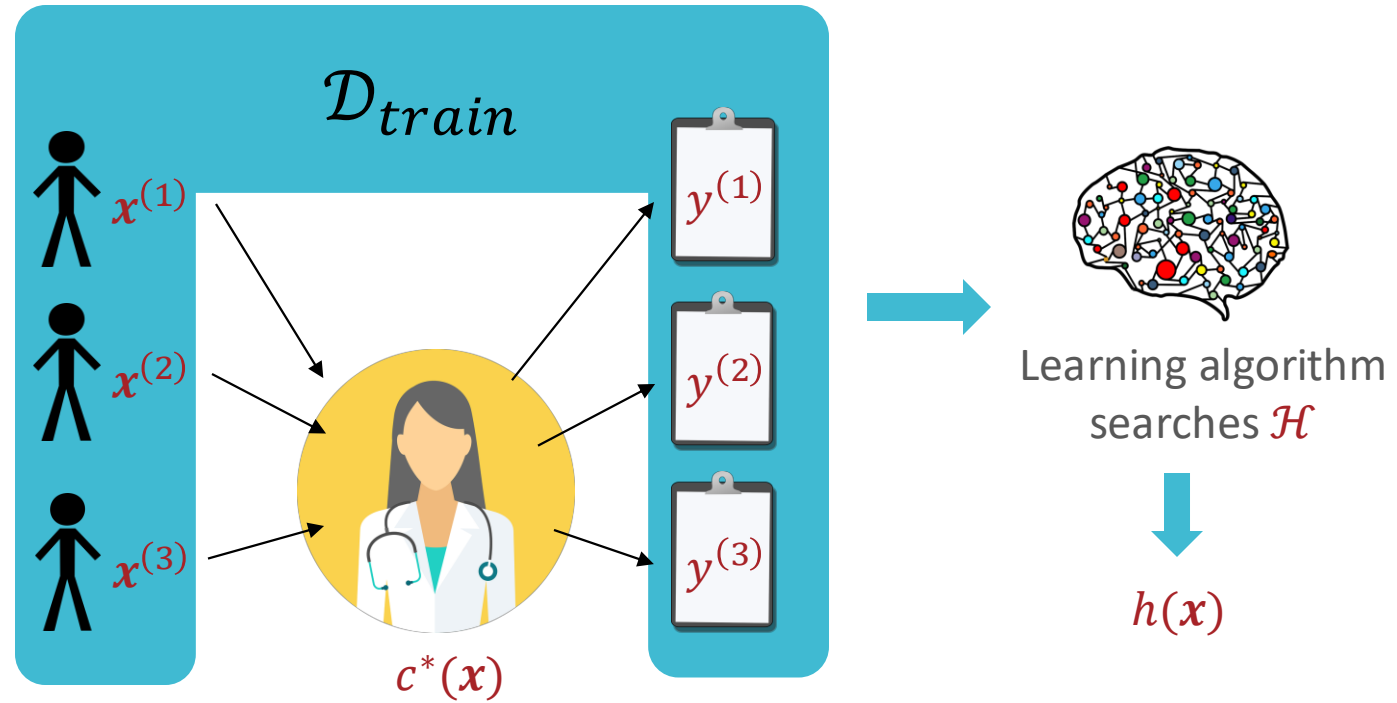 𝒟_train
x^(1)
y^(1)
x^(2)
y^(2)
x^(3)
y^(3)
c*(x)
Learning algorithm
searches ℋ
h(x)